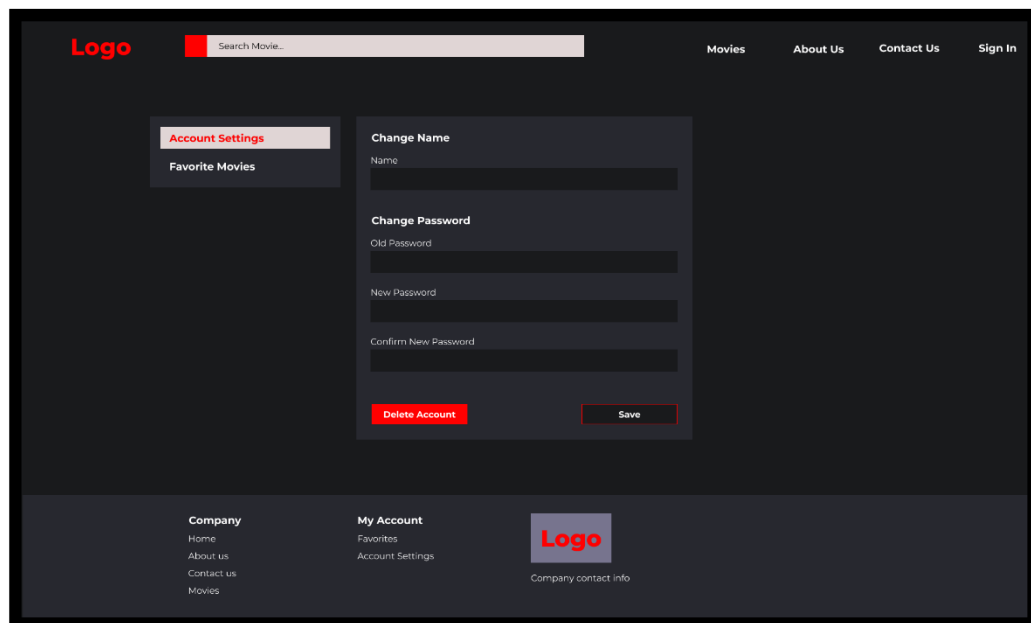 Logo
Search Movie...
Movies
About Us
Contact Us
Sign In
Account Settings
Favorite Movies
Change Name
Name
Change Password
Old Password
New Password
Confirm New Password
Delete Account
Save
Company
Home
About us
Contact us
Movies
My Account
Favorites
Account Settings
Logo
Company contact info